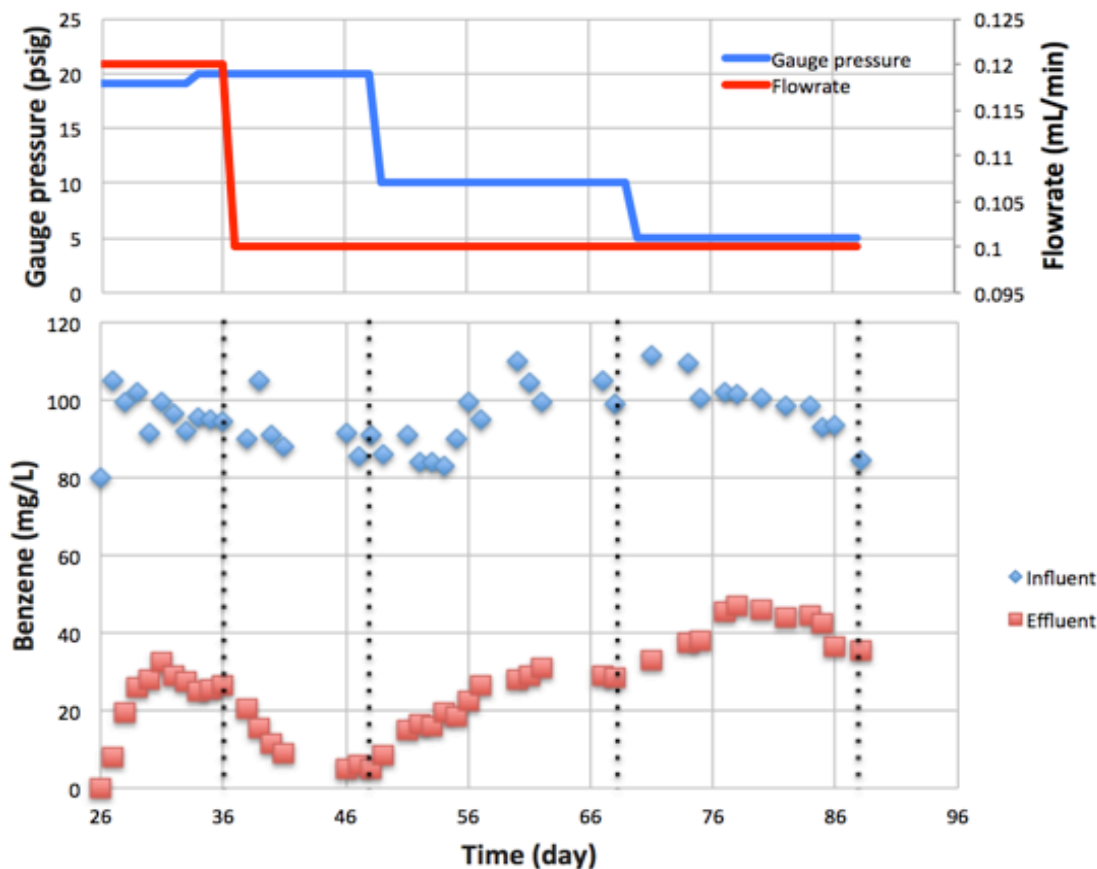 Gauge pressure (psig)
25
20
15
10
5
0
Gauge pressure
Flowrate
0.125
0.12
0.115
0.11
0.105
0.1
0.095
Flowrate (mL/min)
Benzene (mg/L)
120
100
80
60
40
20
0
26 36 46 56 66 76 86 96
Time (day)
Influent
Effluent